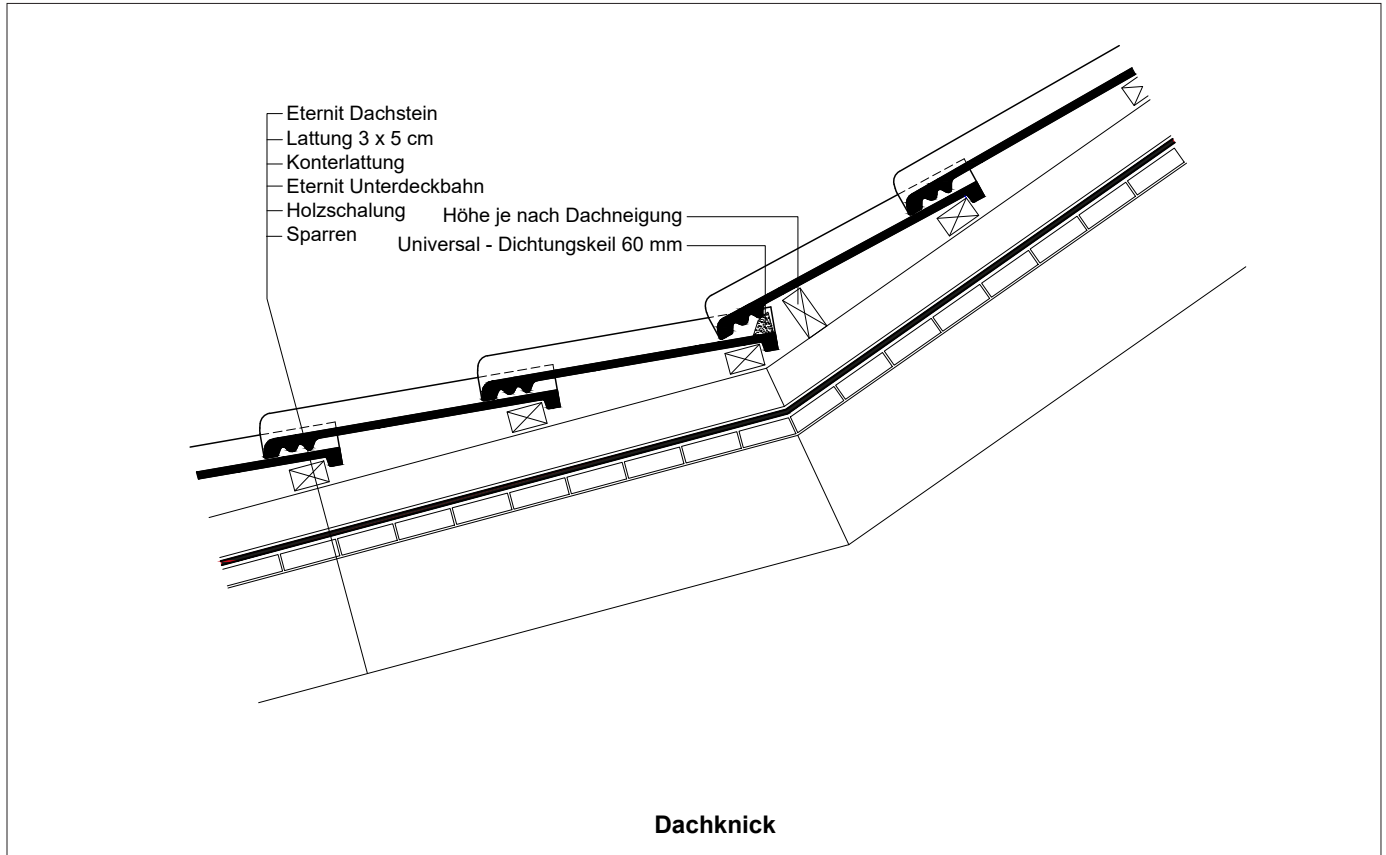 Eternit Dachstein
Lattung 3 x 5 cm
Konterlattung
Eternit Unterdeckbahn
Holzschalung
Sparren
Höhe je nach Dachneigung
Universal - Dichtungskeil 60 mm
Dachknick